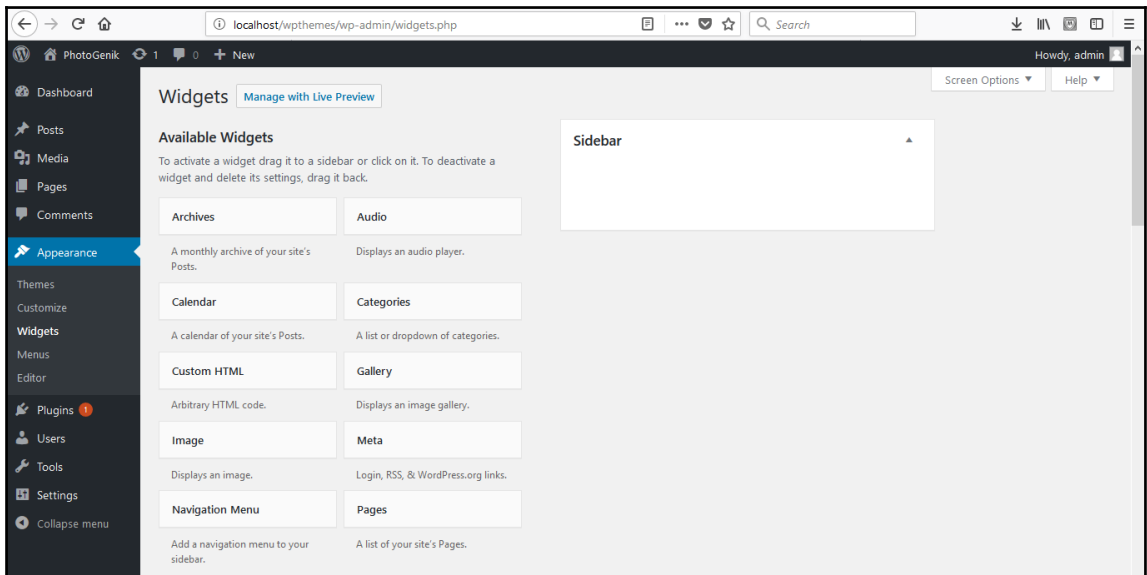 localhost/wpthemes/wp-admin/widgets.php
Search
PhotoGenik 1 0 + New
Howdy, admin
Screen Options ▼ Help ▼
Dashboard
Posts
Media
Pages
Comments
Appearance
Themes
Customize
Widgets
Menus
Editor
Plugins 1
Users
Tools
Settings
Collapse menu
Widgets Manage with Live Preview
Available Widgets
To activate a widget drag it to a sidebar or click on it. To deactivate a
widget and delete its settings, drag it back.
Archives
A monthly archive of your site's
Posts.
Audio
Displays an audio player.
Calendar
A calendar of your site's Posts.
Categories
A list or dropdown of categories.
Custom HTML
Arbitrary HTML code.
Gallery
Displays an image gallery.
Image
Displays an image.
Meta
Login, RSS, & WordPress.org links.
Navigation Menu
Add a navigation menu to your
sidebar.
Pages
A list of your site's Pages.
Sidebar